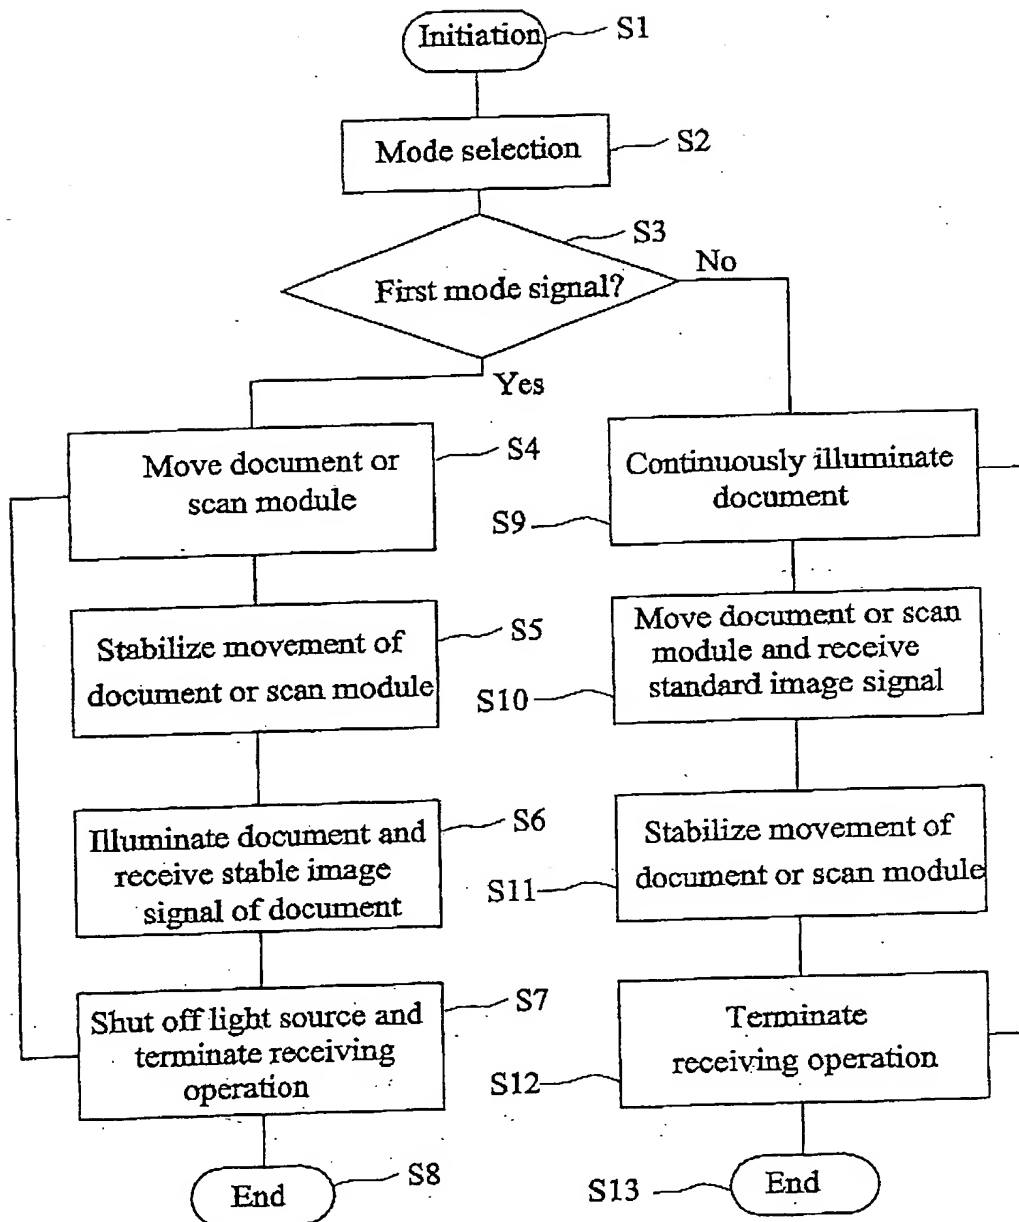 Initiation
S1
Mode selection
S2
S3
First mode signal?
No
Yes
Move document or
scan module
S4
Stabilize movement of
document or scan module
S5
Illuminate document and
receive stable image
signal of document
S6
Shut off light source and
terminate receiving
operation
S7
End
S8
Continuously illuminate
document
S9
Move document or scan
module and receive
standard image signal
S10
Stabilize movement of
document or scan module
S11
Terminate
receiving operation
S12
End
S13